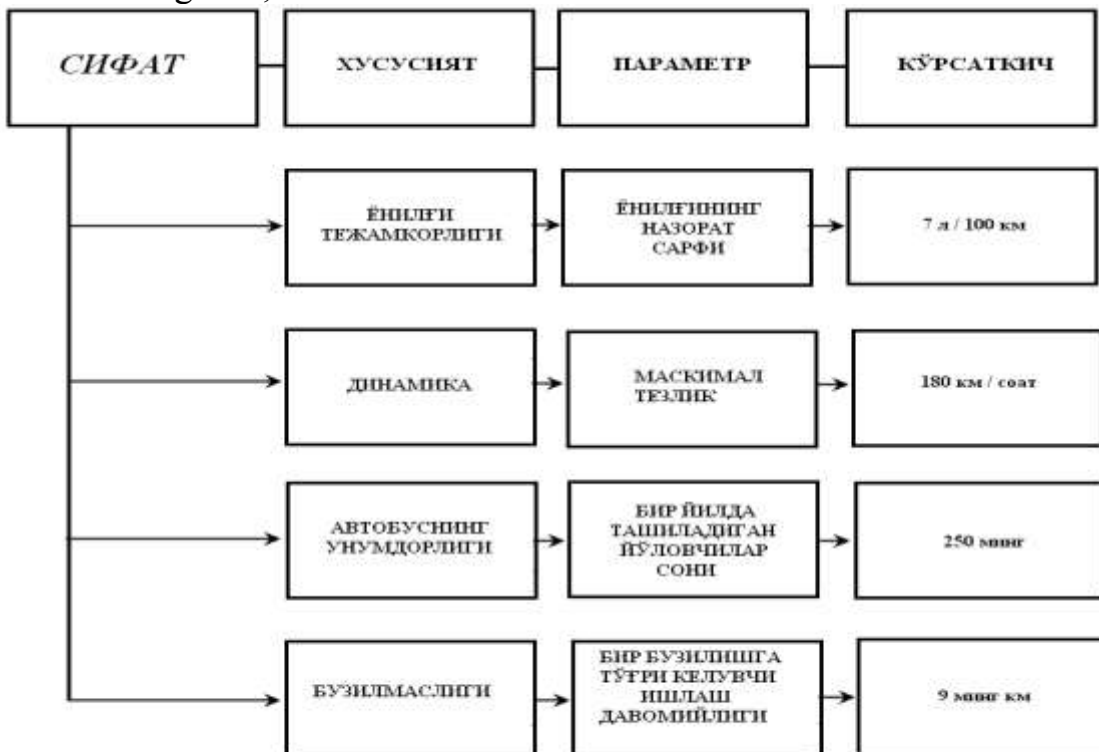 СИФАТ
ХУСУСИЯТ
ПАРАМЕТР
КЎРСАТКИЧ
ЁНИЛҒИ
ТЕЖАМКОРЛИГИ
ЁНИЛҒИНИНГ
НАЗОРАТ
САРФИ
7 л / 100 км
ДИНАМИКА
МАСКИМАЛ
ТЕЗЛИК
180 км / соат
АВТОБУСНИНГ
УНУМДОРЛИГИ
БИР ЙИЛДА
ТАШИЛАДИГАН
ЙЎЛОВЧИЛАР
СОНИ
250 минг
БУЗИЛМАСЛИГИ
БИР БУЗИЛИШГА
ТЎҒРИ КЕЛУВЧИ
ИШЛАШ
ДАВОМИЙЛИГИ
9 минг км